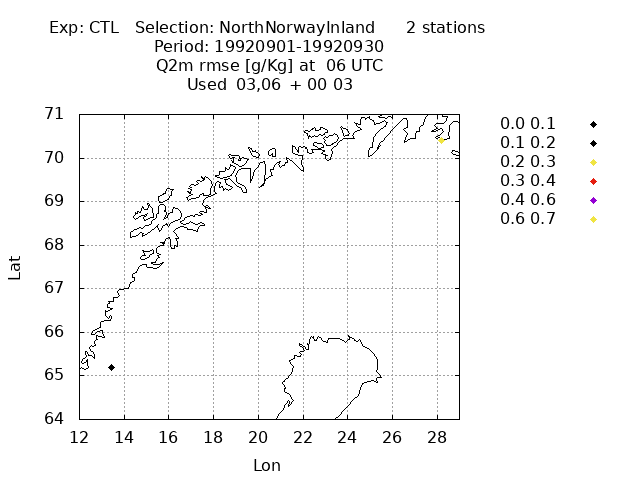 Exp: CTL   Selection: NorthNorwayInland      2 stations
Period: 19920901-19920930
Q2m rmse [g/Kg] at  06 UTC
Used  03,06  + 00 03
71
70
69
68
67
66
65
64
Lat
12 14 16 18 20 22 24 26 28
Lon
0.0 0.1
0.1 0.2
0.2 0.3
0.3 0.4
0.4 0.6
0.6 0.7